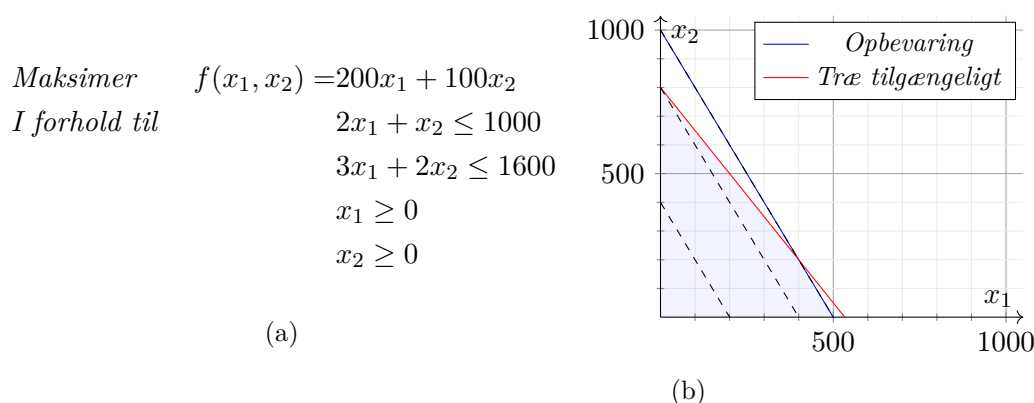 Maksimer f(x₁, x₂) =200x₁ + 100x₂
I forhold til 2x₁ + x₂ ≤ 1000
3x₁ + 2x₂ ≤ 1600
x₁ ≥ 0
x₂ ≥ 0
(a)
1000
x₂
Opbevaring
Træ tilgængeligt
500
x₁
500 1000
(b)